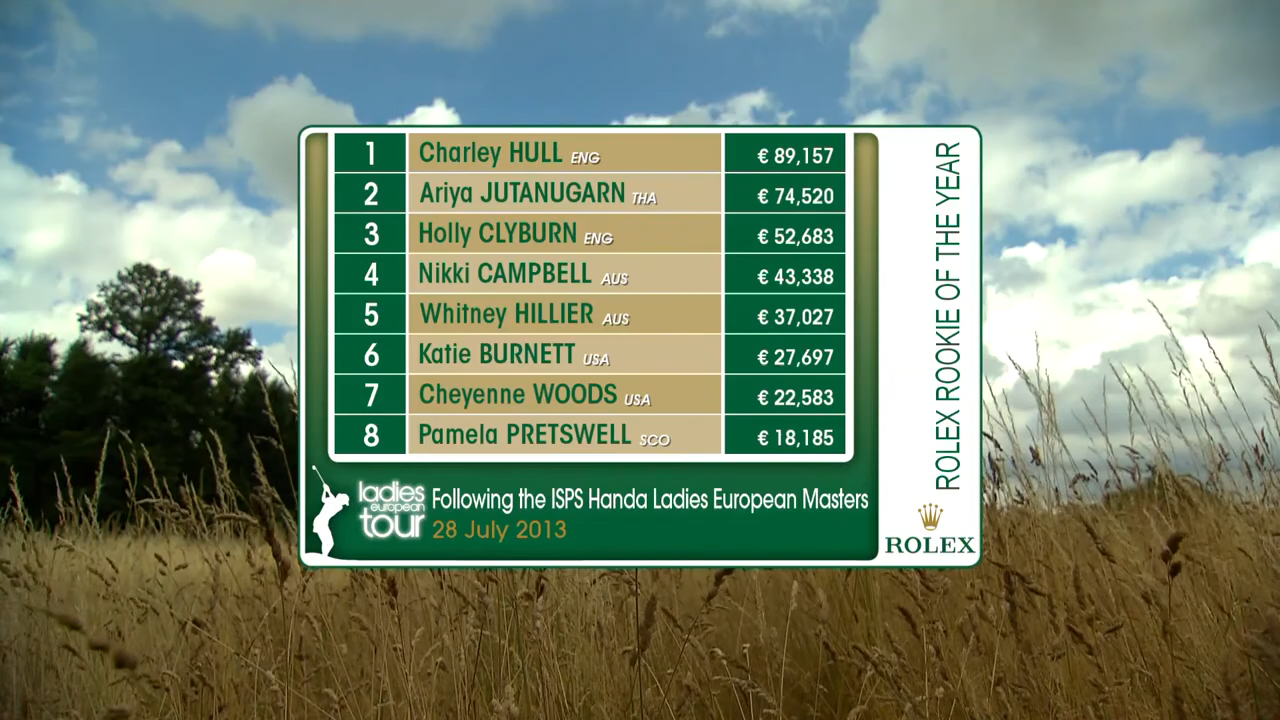 1 Charley HULL ENG € 89,157
2 Ariya JUTANUGARN THA € 74,520
3 Holly CLYBURN ENG € 52,683
4 Nikki CAMPBELL AUS € 43,338
5 Whitney HILLIER AUS € 37,027
6 Katie BURNETT USA € 27,697
7 Cheyenne WOODS USA € 22,583
8 Pamela PRETSWELL SCO € 18,185
ladies
european
tour
Following the ISPS Handa Ladies European Masters
28 July 2013
ROLEX ROOKIE OF THE YEAR
ROLEX